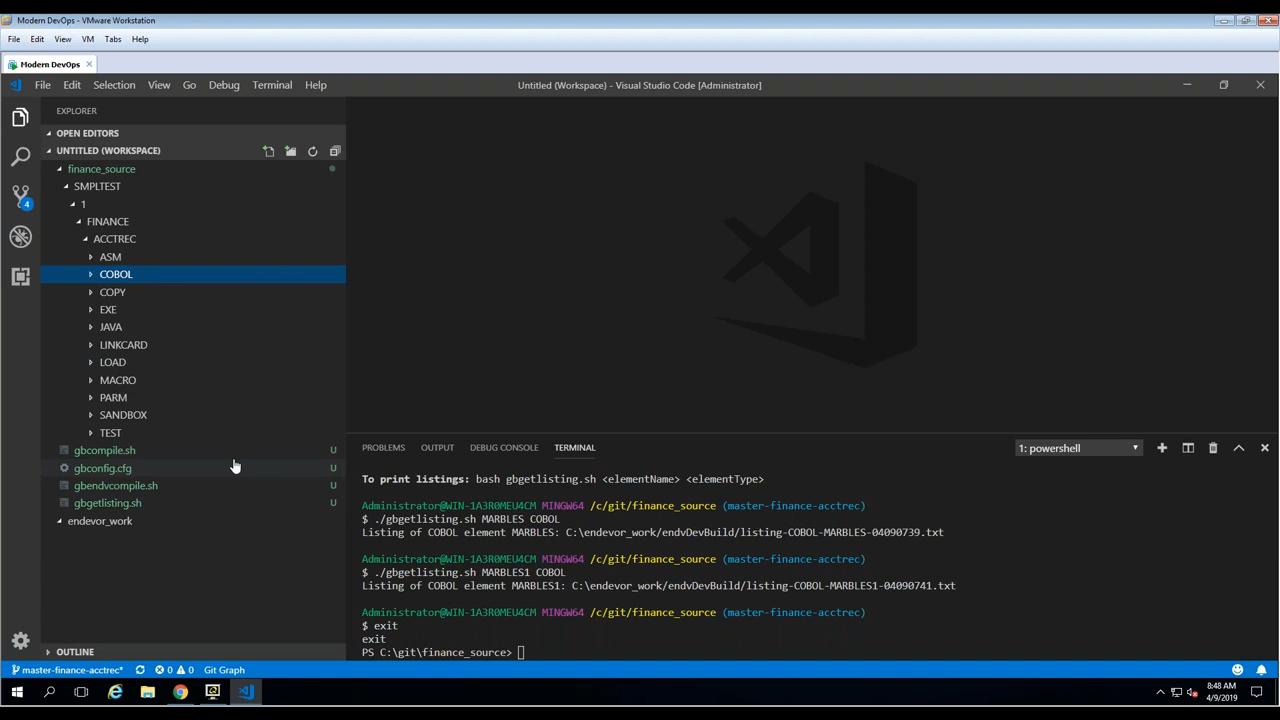 Modern DevOps - VMware Workstation
File Edit View VM Tabs Help
Modern DevOps
File Edit Selection View Go Debug Terminal Help
Untitled (Workspace) - Visual Studio Code [Administrator]
EXPLORER
OPEN EDITORS
UNTITLED (WORKSPACE)
finance_source
SMPLTEST
1
4
FINANCE
ACCTREC
ASM
COBOL
COPY
EXE
JAVA
LINKCARD
LOAD
MACRO
PARM
SANDBOX
TEST
gbcompile.sh U
gbconfig.cfg U
gbendvcompile.sh U
gbgetlisting.sh U
endevor_work
OUTLINE
PROBLEMS OUTPUT DEBUG CONSOLE TERMINAL
1: powershell
To print listings: bash gbgetlisting.sh <elementName> <elementType>
Administrator@WIN-1A3R0MEU4CM MINGW64 /c/git/finance_source (master-finance-acctrec)
$ ./gbgetlisting.sh MARBLES COBOL
Listing of COBOL element MARBLES: C:\endevor_work/endvDevBuild/listing-COBOL-MARBLES-04090739.txt
Administrator@WIN-1A3R0MEU4CM MINGW64 /c/git/finance_source (master-finance-acctrec)
$ ./gbgetlisting.sh MARBLES1 COBOL
Listing of COBOL element MARBLES1: C:\endevor_work/endvDevBuild/listing-COBOL-MARBLES1-04090741.txt
Administrator@WIN-1A3R0MEU4CM MINGW64 /c/git/finance_source (master-finance-acctrec)
$ exit
exit
PS C:\git\finance_source>
master-finance-acctrec* 0 0 Git Graph
8:48 AM
4/9/2019